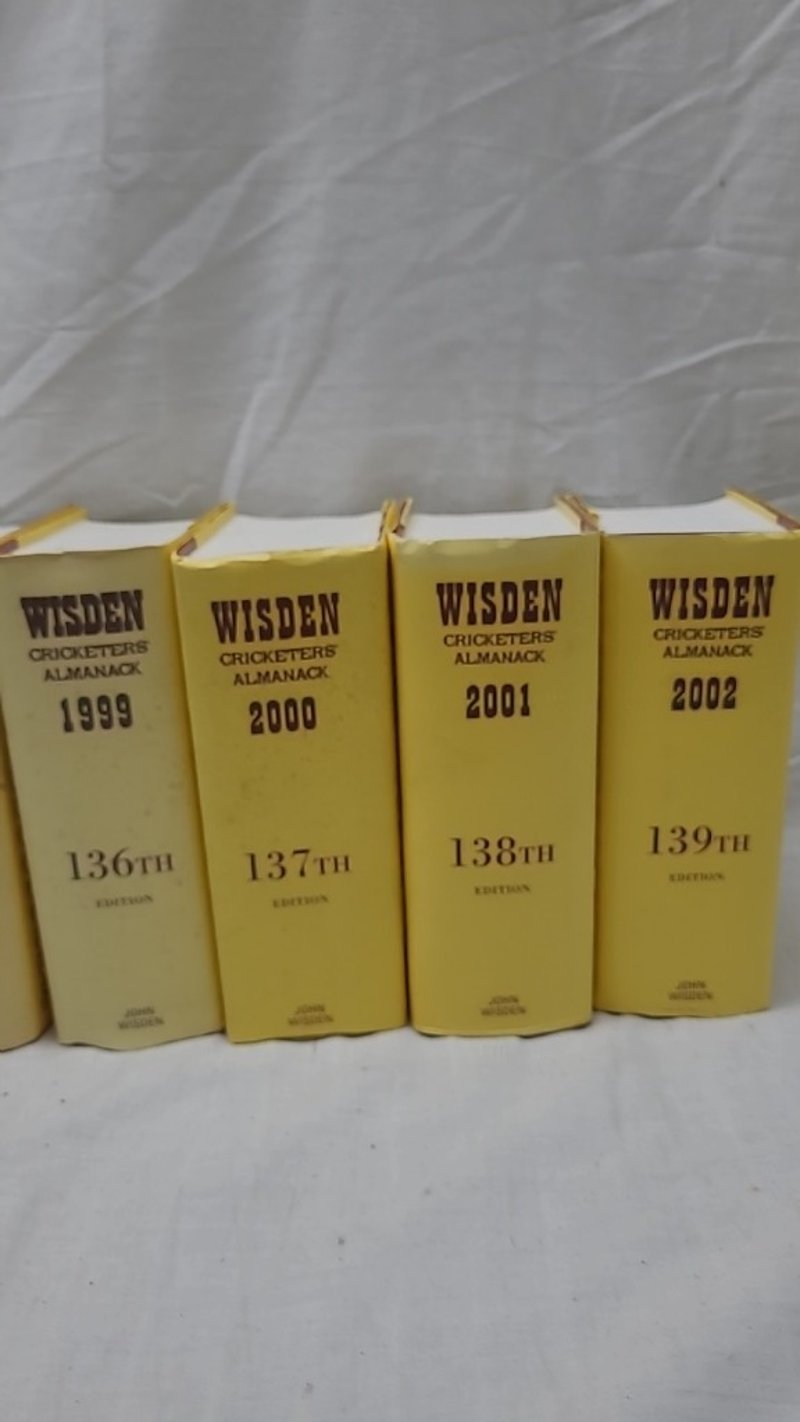 WISDEN
CRICKETERS'
ALMANACK
1999
136TH
EDITION
JOHN
WISDEN
WISDEN
CRICKETERS'
ALMANACK
2000
137TH
EDITION
JOHN
WISDEN
WISDEN
CRICKETERS'
ALMANACK
2001
138TH
EDITION
JOHN
WISDEN
WISDEN
CRICKETERS'
ALMANACK
2002
139TH
EDITION
JOHN
WISDEN